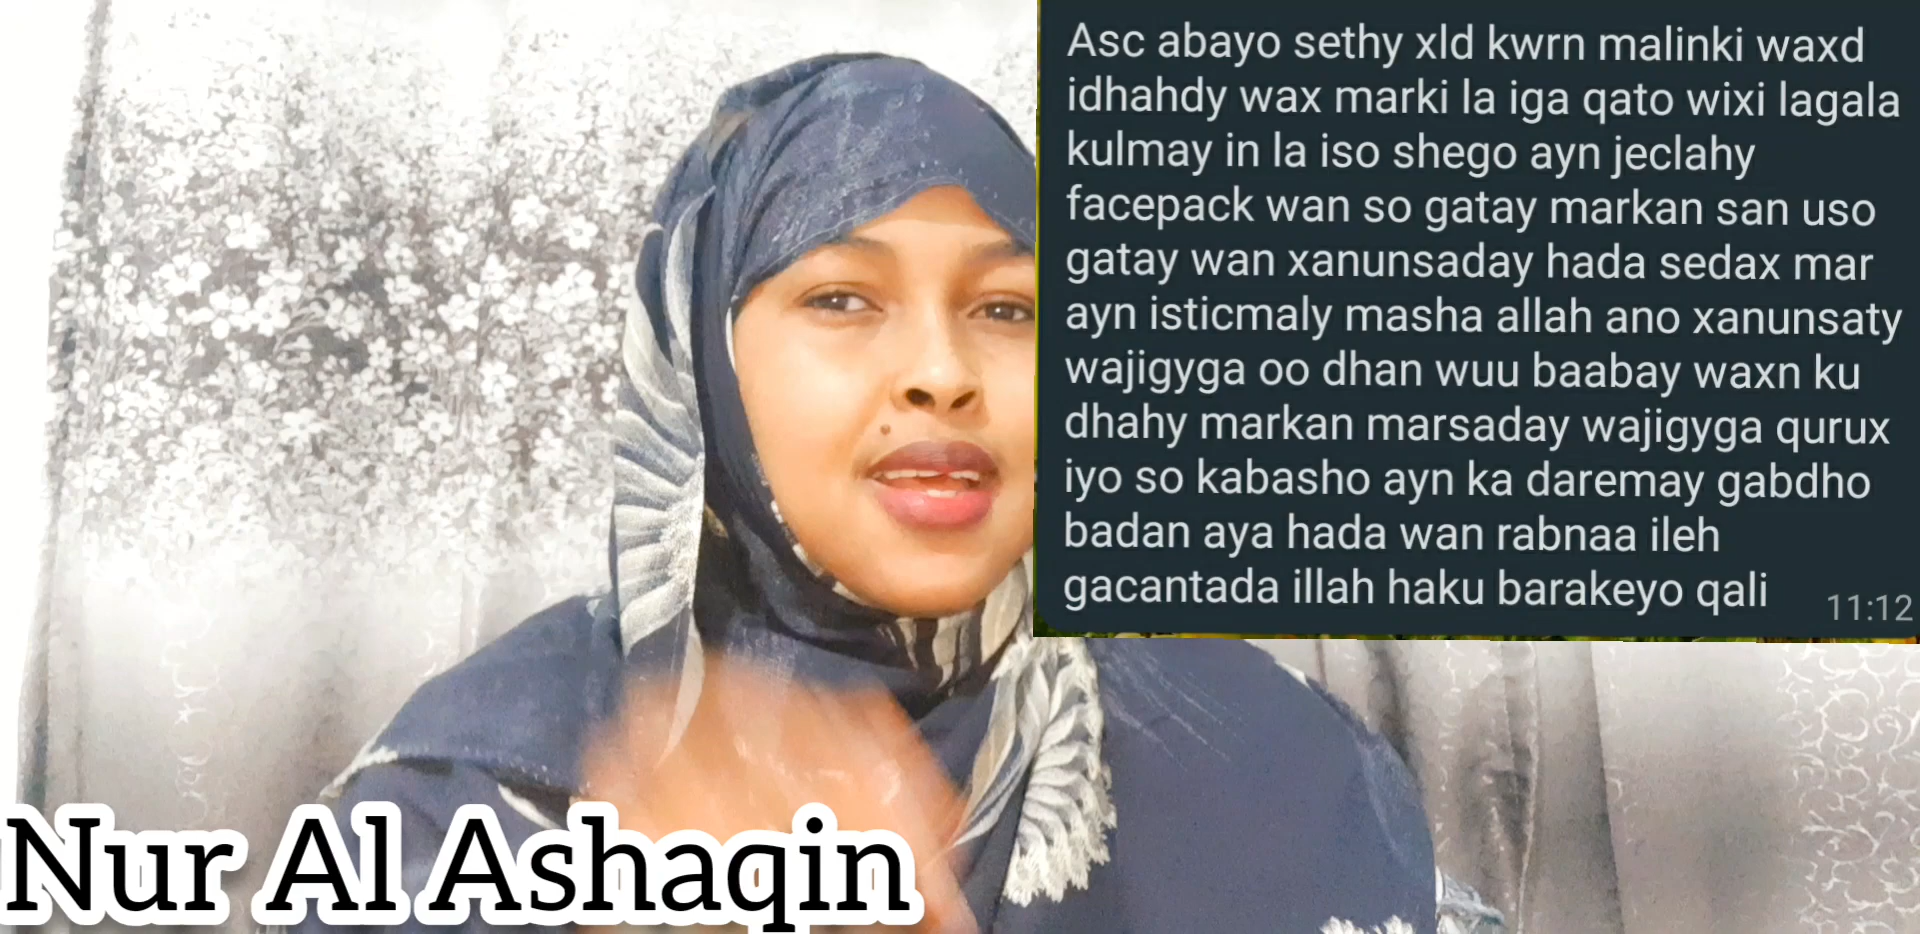 Asc abayo sethy xld kwrn malinki waxd
idhahdy wax marki la iga qato wixi lagala
kulmay in la iso shego ayn jeclahy
facepack wan so gatay markan san uso
gatay wan xanunsaday hada sedax mar
ayn isticmaly masha allah ano xanunsaty
wajigyga oo dhan wuu baabay waxn ku
dhahy markan marsaday wajigyga qurux
iyo so kabasho ayn ka daremay gabdho
badan aya hada wan rabnaa ileh
gacantada illah haku barakeyo qali
11:12
Nur Al Ashaqin